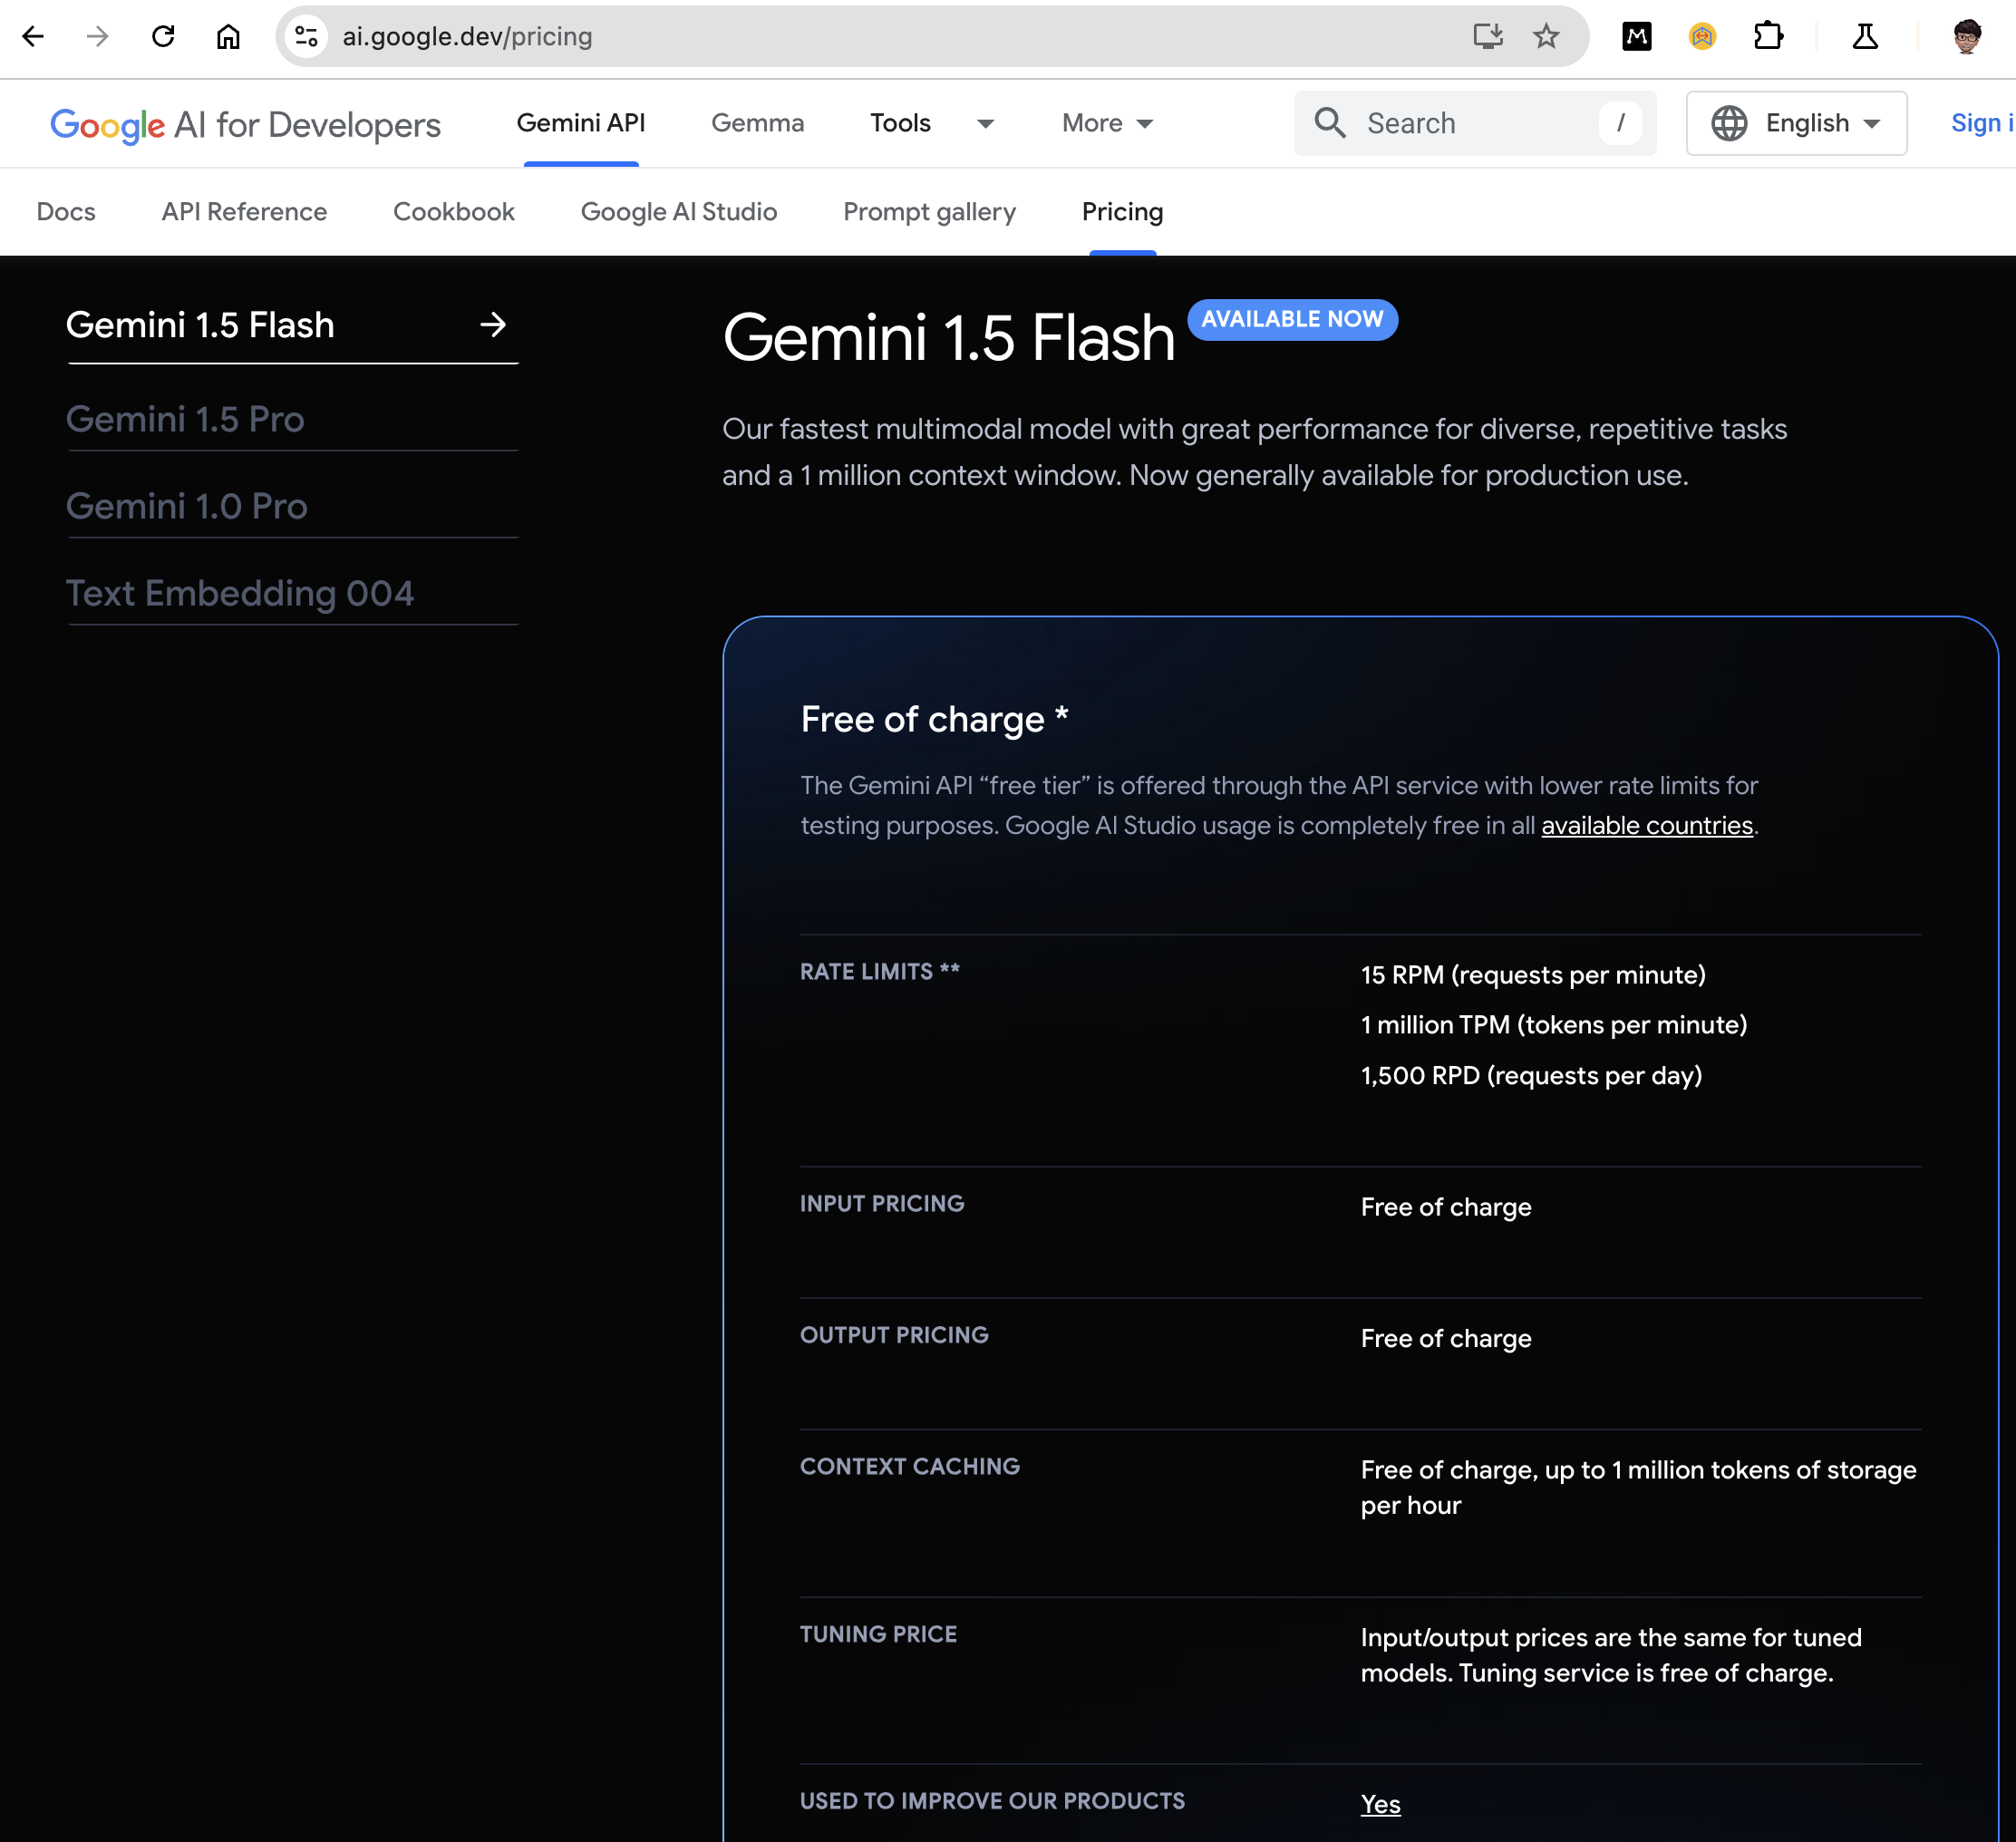 ai.google.dev/pricing
Google AI for Developers
Gemini API
Gemma
Tools
More
Search
/
English
Sign i
Docs
API Reference
Cookbook
Google AI Studio
Prompt gallery
Pricing
Gemini 1.5 Flash
Gemini 1.5 Pro
Gemini 1.0 Pro
Text Embedding 004
Gemini 1.5 Flash
AVAILABLE NOW
Our fastest multimodal model with great performance for diverse, repetitive tasks
and a 1 million context window. Now generally available for production use.
Free of charge *
The Gemini API “free tier” is offered through the API service with lower rate limits for
testing purposes. Google AI Studio usage is completely free in all available countries.
RATE LIMITS **
15 RPM (requests per minute)
1 million TPM (tokens per minute)
1,500 RPD (requests per day)
INPUT PRICING
Free of charge
OUTPUT PRICING
Free of charge
CONTEXT CACHING
Free of charge, up to 1 million tokens of storage
per hour
TUNING PRICE
Input/output prices are the same for tuned
models. Tuning service is free of charge.
USED TO IMPROVE OUR PRODUCTS
Yes